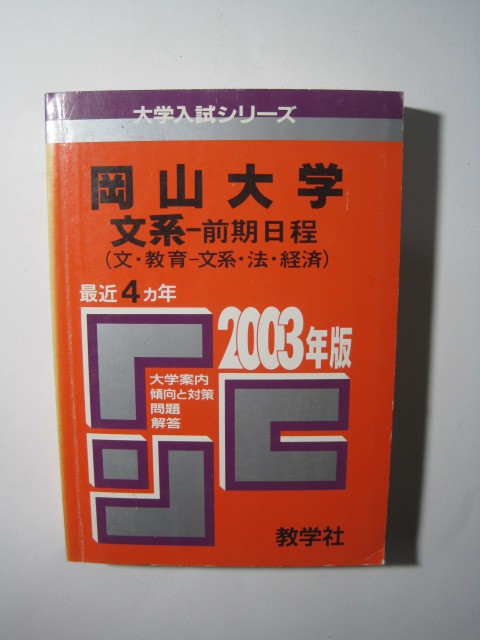 大学入試シリーズ
岡山大学
文系-前期日程
(文・教育-文系・法・経済)
最近4ヵ年
2003年版
大学案内
傾向と対策
問題
解答
教学社